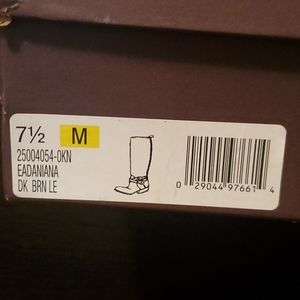 7½ M
25004054-0KN
EADANIANA
DK BRN LE
0 29044 97661 4